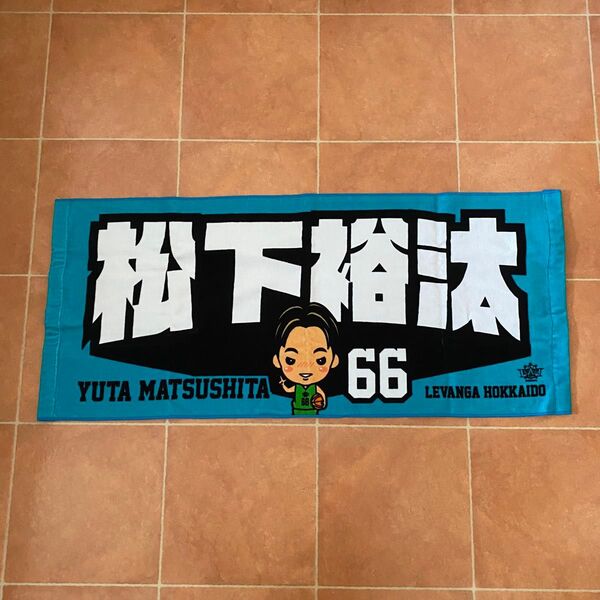 松下裕汰
YUTA MATSUSHITA
66
LEVANGA HOKKAIDO